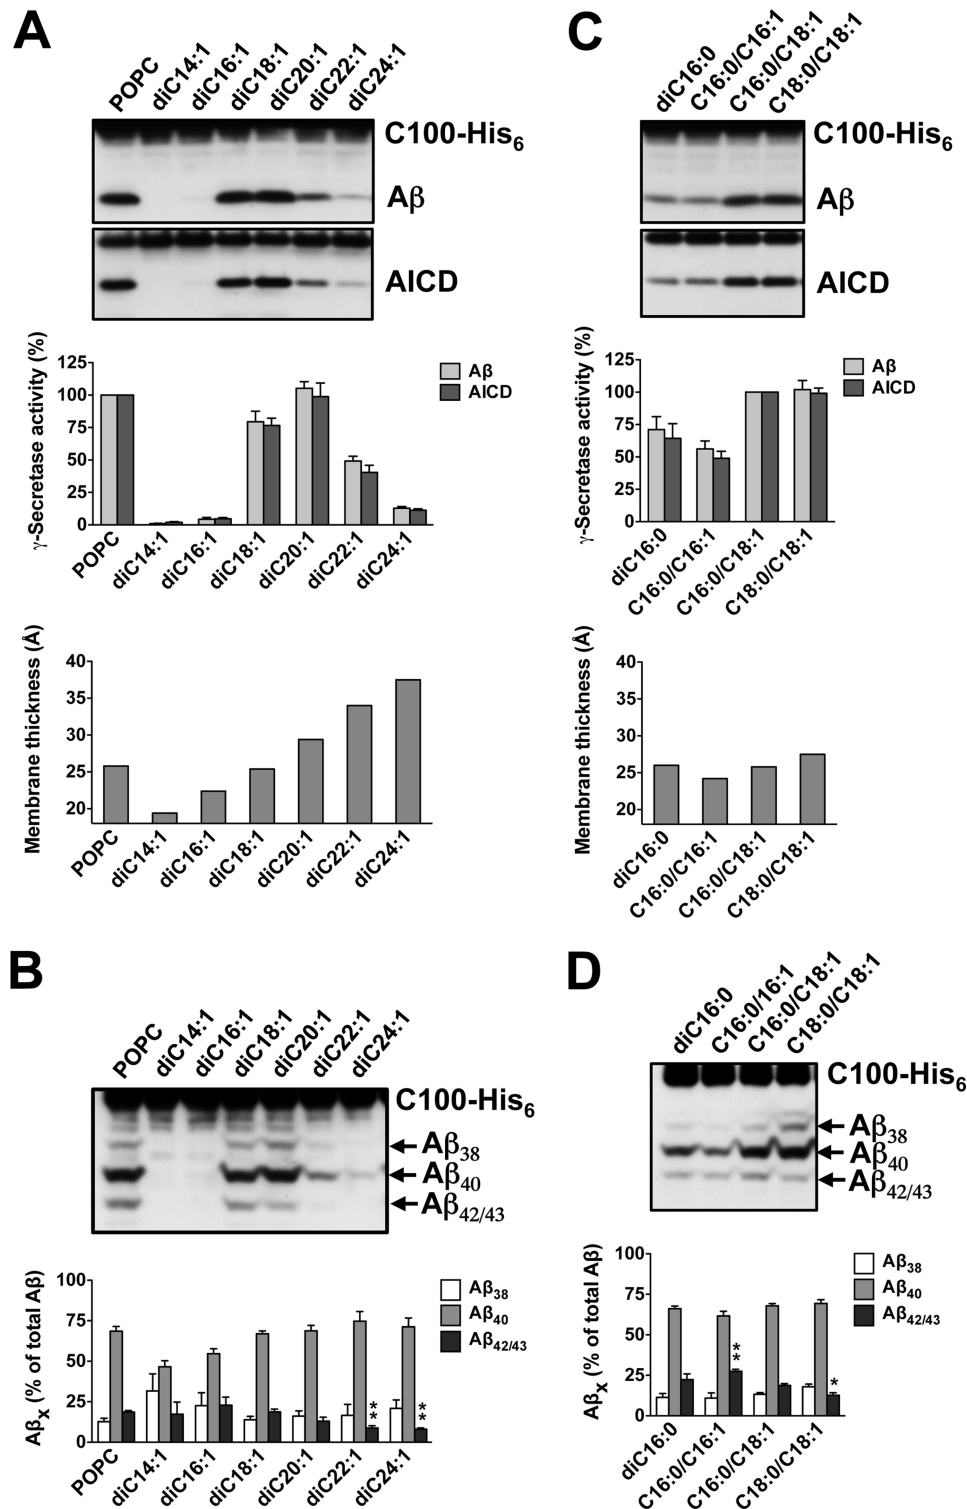 A
POPC
diC14:1
diC16:1
diC18:1
diC20:1
diC22:1
diC24:1
C100-His6
Aβ
AICD
γ-Secretase activity (%)
125
100
75
50
25
0
Aβ
AICD
POPC
diC14:1
diC16:1
diC18:1
diC20:1
diC22:1
diC24:1
Membrane thickness (Å)
40
35
30
25
20
POPC
diC14:1
diC16:1
diC18:1
diC20:1
diC22:1
diC24:1
C
diC16:0
C16:0/C16:1
C16:0/C18:1
C18:0/C18:1
C100-His6
Aβ
AICD
γ-Secretase activity (%)
125
100
75
50
25
0
Aβ
AICD
diC16:0
C16:0/C16:1
C16:0/C18:1
C18:0/C18:1
Membrane thickness (Å)
40
35
30
25
20
diC16:0
C16:0/C16:1
C16:0/C18:1
C18:0/C18:1
B
POPC
diC14:1
diC16:1
diC18:1
diC20:1
diC22:1
diC24:1
C100-His6
Aβ38
Aβ40
Aβ42/43
Aβx (% of total Aβ)
100
75
50
25
0
Aβ38
Aβ40
Aβ42/43
**
**
POPC
diC14:1
diC16:1
diC18:1
diC20:1
diC22:1
diC24:1
D
diC16:0
C16:0/16:1
C16:0/C18:1
C18:0/C18:1
C100-His6
Aβ38
Aβ40
Aβ42/43
Aβx (% of total Aβ)
100
75
50
25
0
Aβ38
Aβ40
Aβ42/43
**
*
diC16:0
C16:0/C16:1
C16:0/C18:1
C18:0/C18:1